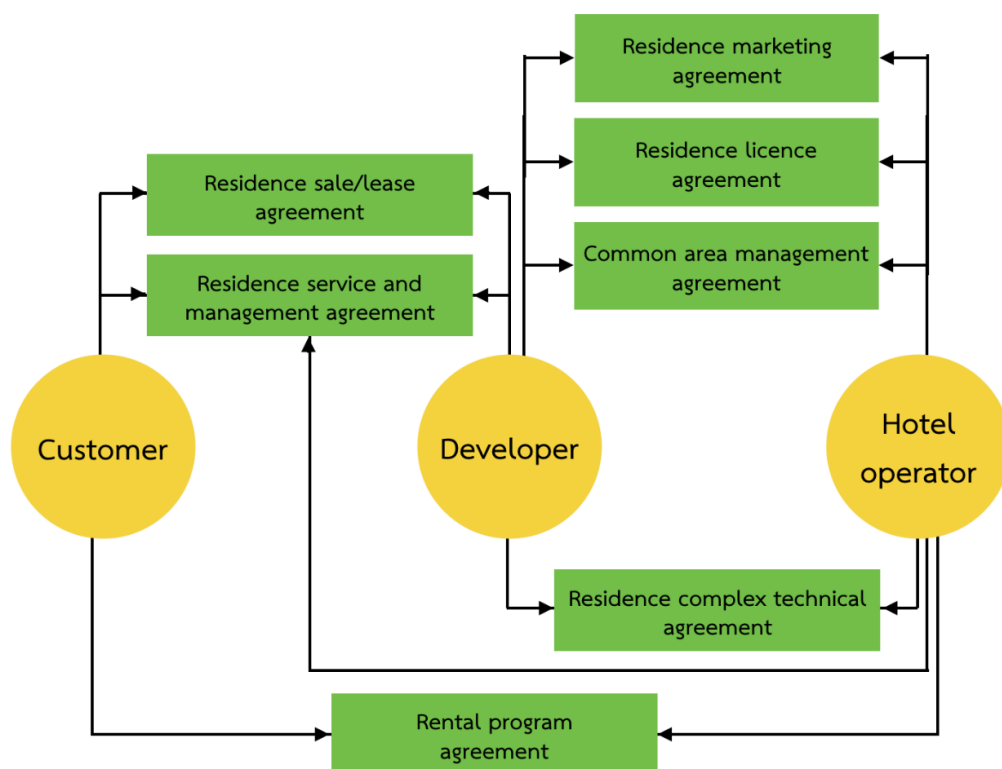 Residence marketing
agreement
Residence licence
agreement
Residence sale/lease
agreement
Common area management
agreement
Residence service and
management agreement
Customer
Developer
Hotel
operator
Residence complex technical
agreement
Rental program
agreement